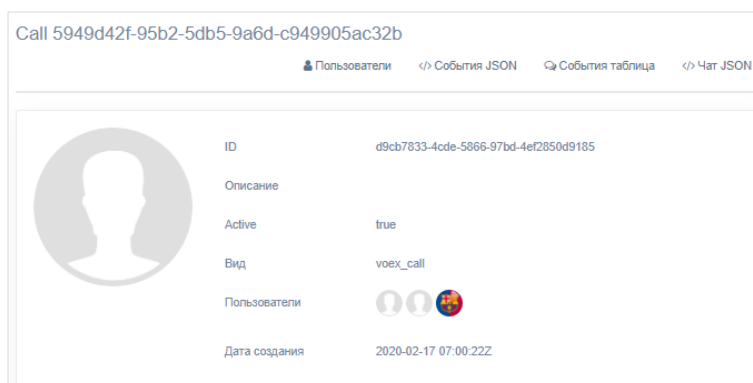 Call 5949d42f-95b2-5db5-9a6d-c949905ac32b
Пользователи </> События JSON События таблица </> Чат JSON
ID d9cb7833-4cde-5866-97bd-4ef2850d9185
Описание
Active true
Вид voex_call
Пользователи
Дата создания 2020-02-17 07:00:22Z